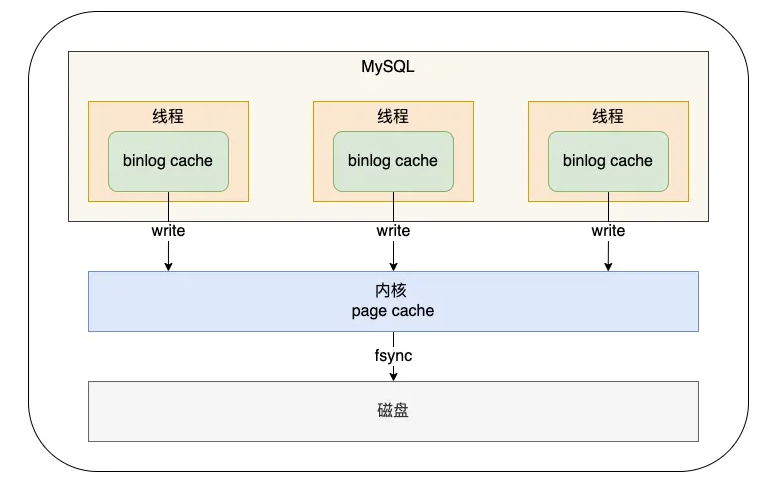 MySQL
线程
线程
线程
binlog cache
binlog cache
binlog cache
write
write
write
内核
page cache
fsync
磁盘